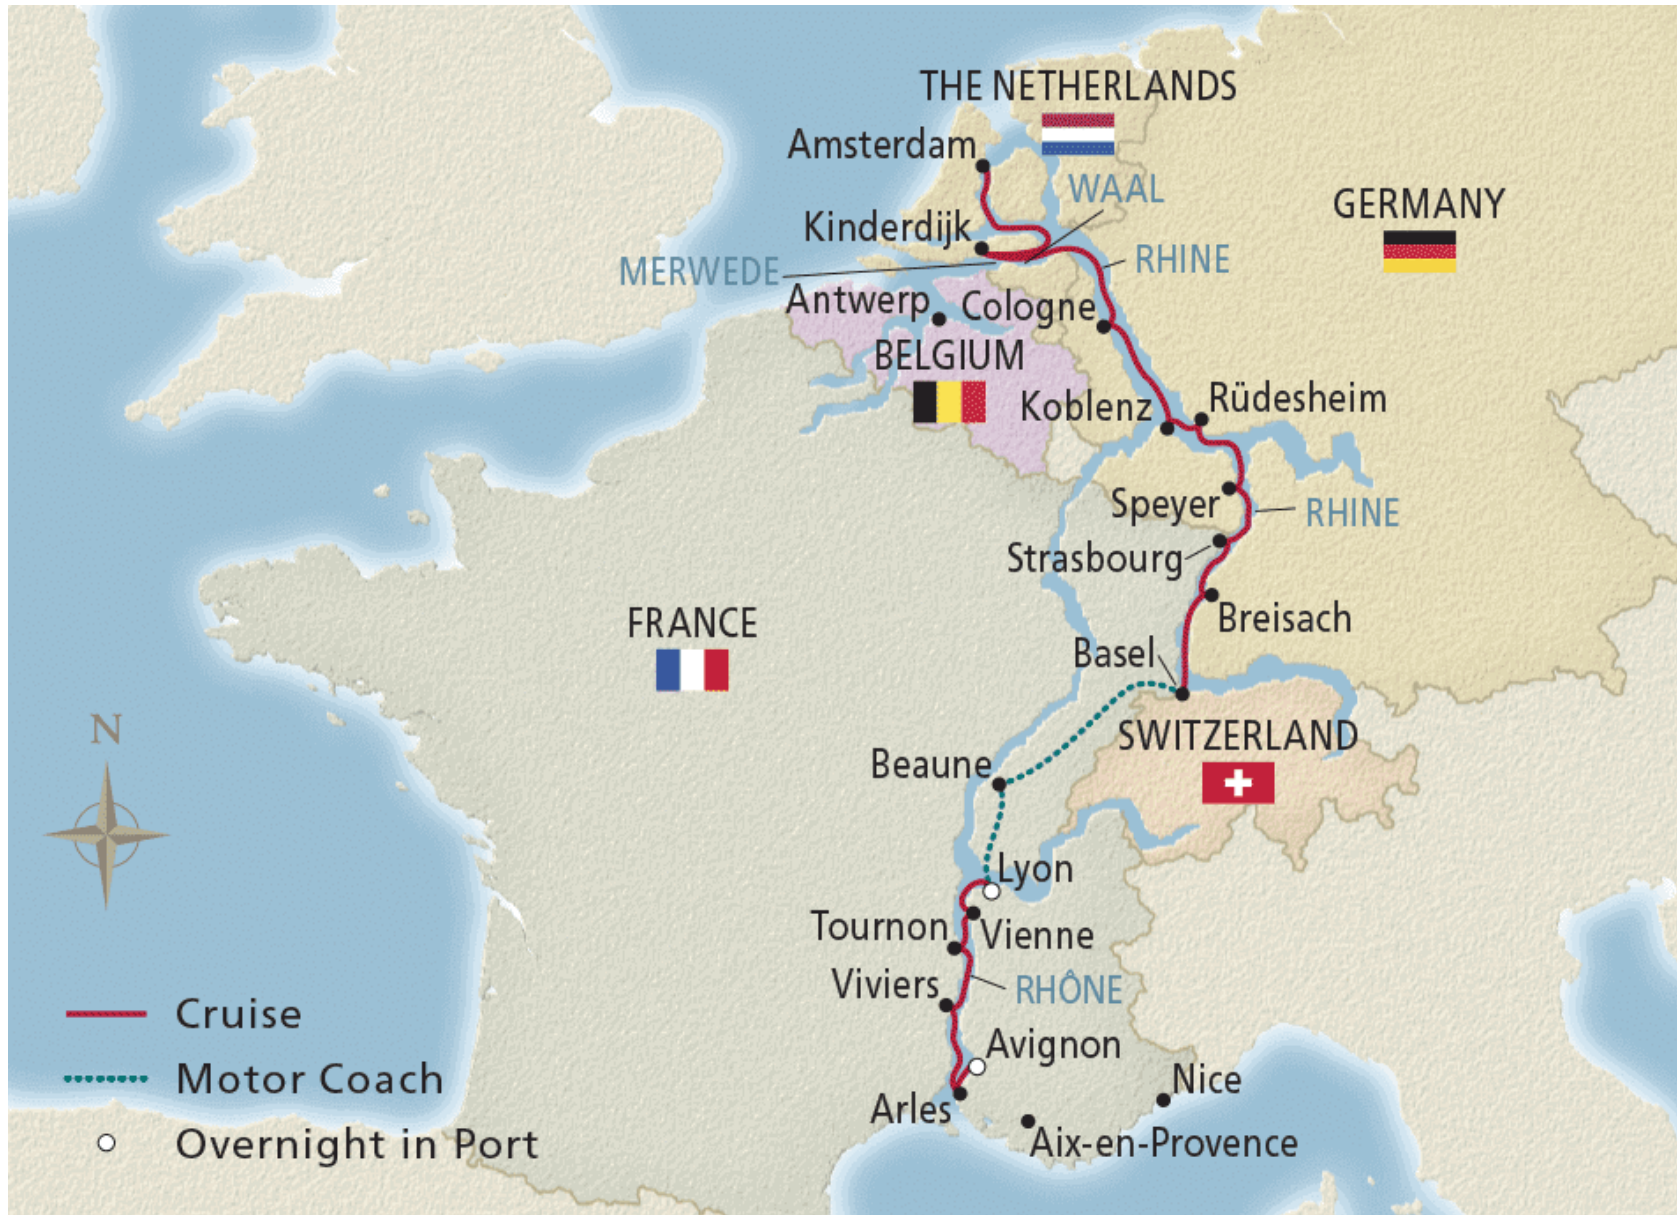 THE NETHERLANDS
Amsterdam
WAAL
GERMANY
Kinderdijk
RHINE
MERWEDE
Antwerp
Cologne
BELGIUM
Koblenz
Rüdesheim
Speyer
RHINE
Strasbourg
FRANCE
Breisach
Basel
N
SWITZERLAND
Beaune
Lyon
Tournon
Vienne
Viviers
RHÔNE
Cruise
Avignon
Motor Coach
Nice
Arles
Overnight in Port
Aix-en-Provence